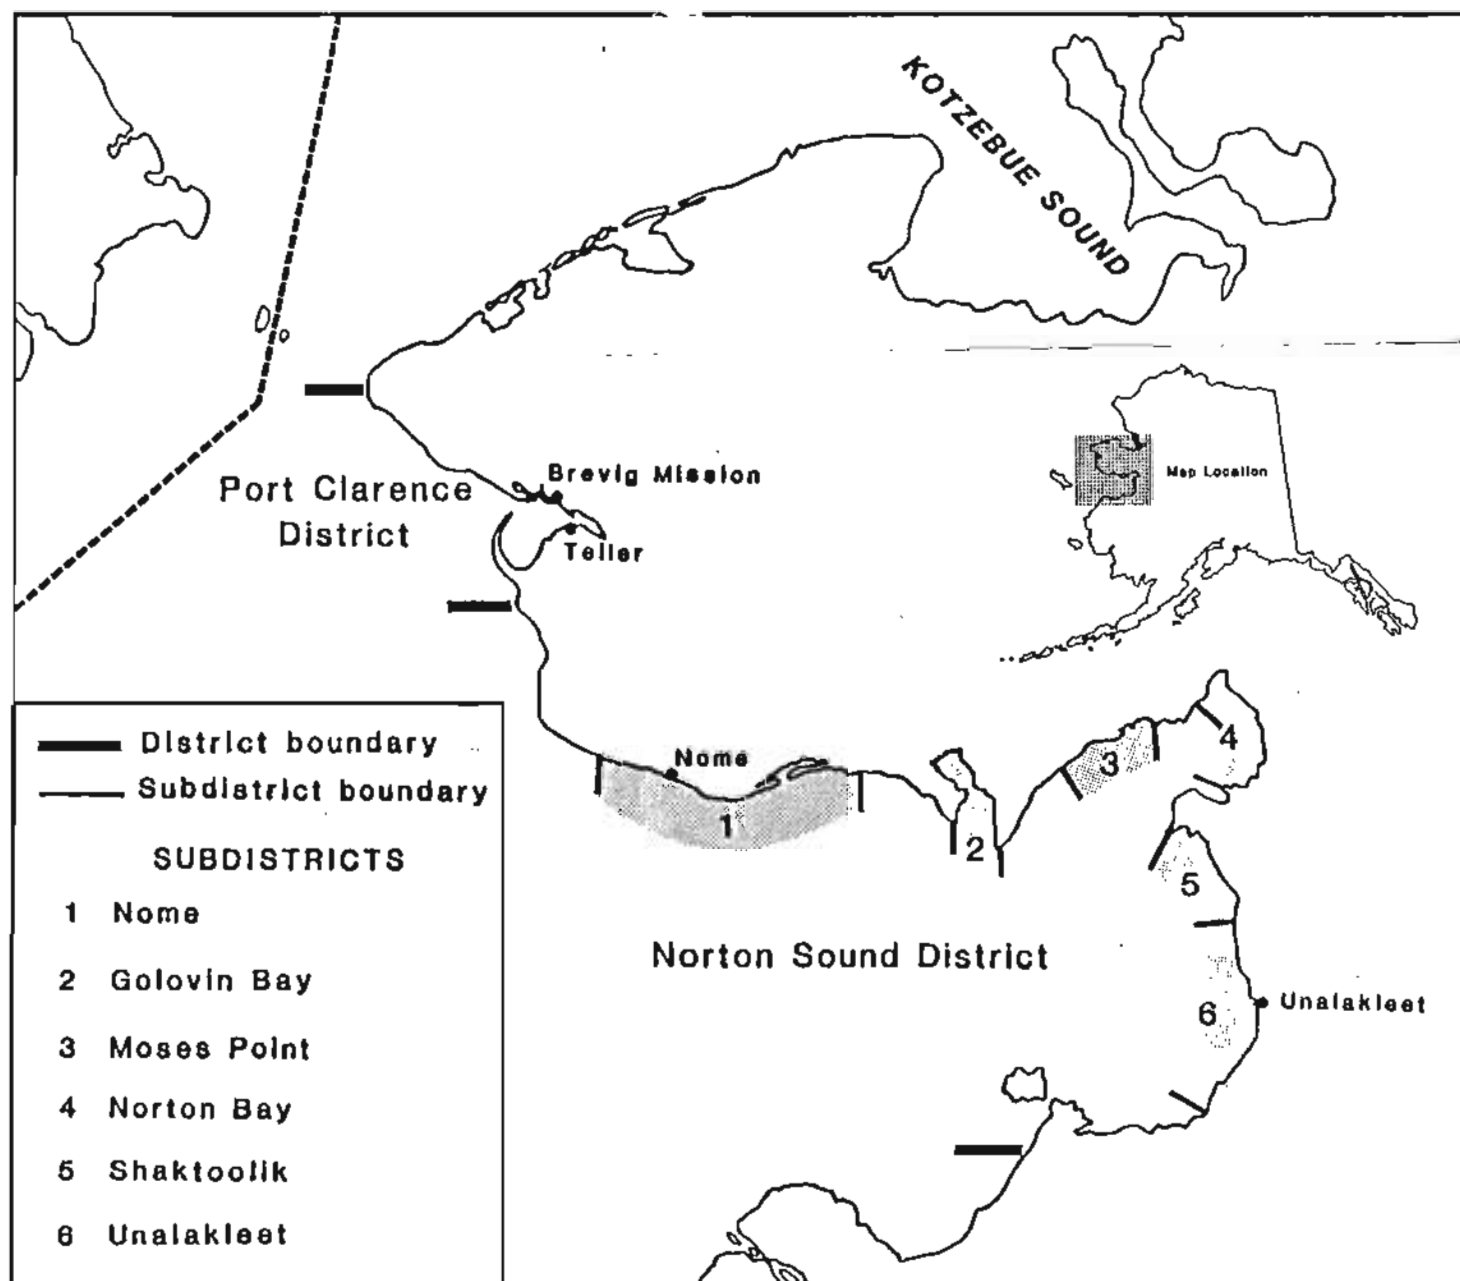 KOTZEBUE SOUND
Map Location
Brevig Mission
Port Clarence
District
Teller
Nome
1
2
3
4
5
6
Norton Sound District
Unalakleet
District boundary
Subdistrict boundary
SUBDISTRICTS
1 Nome
2 Golovin Bay
3 Moses Point
4 Norton Bay
5 Shaktoolik
6 Unalakleet